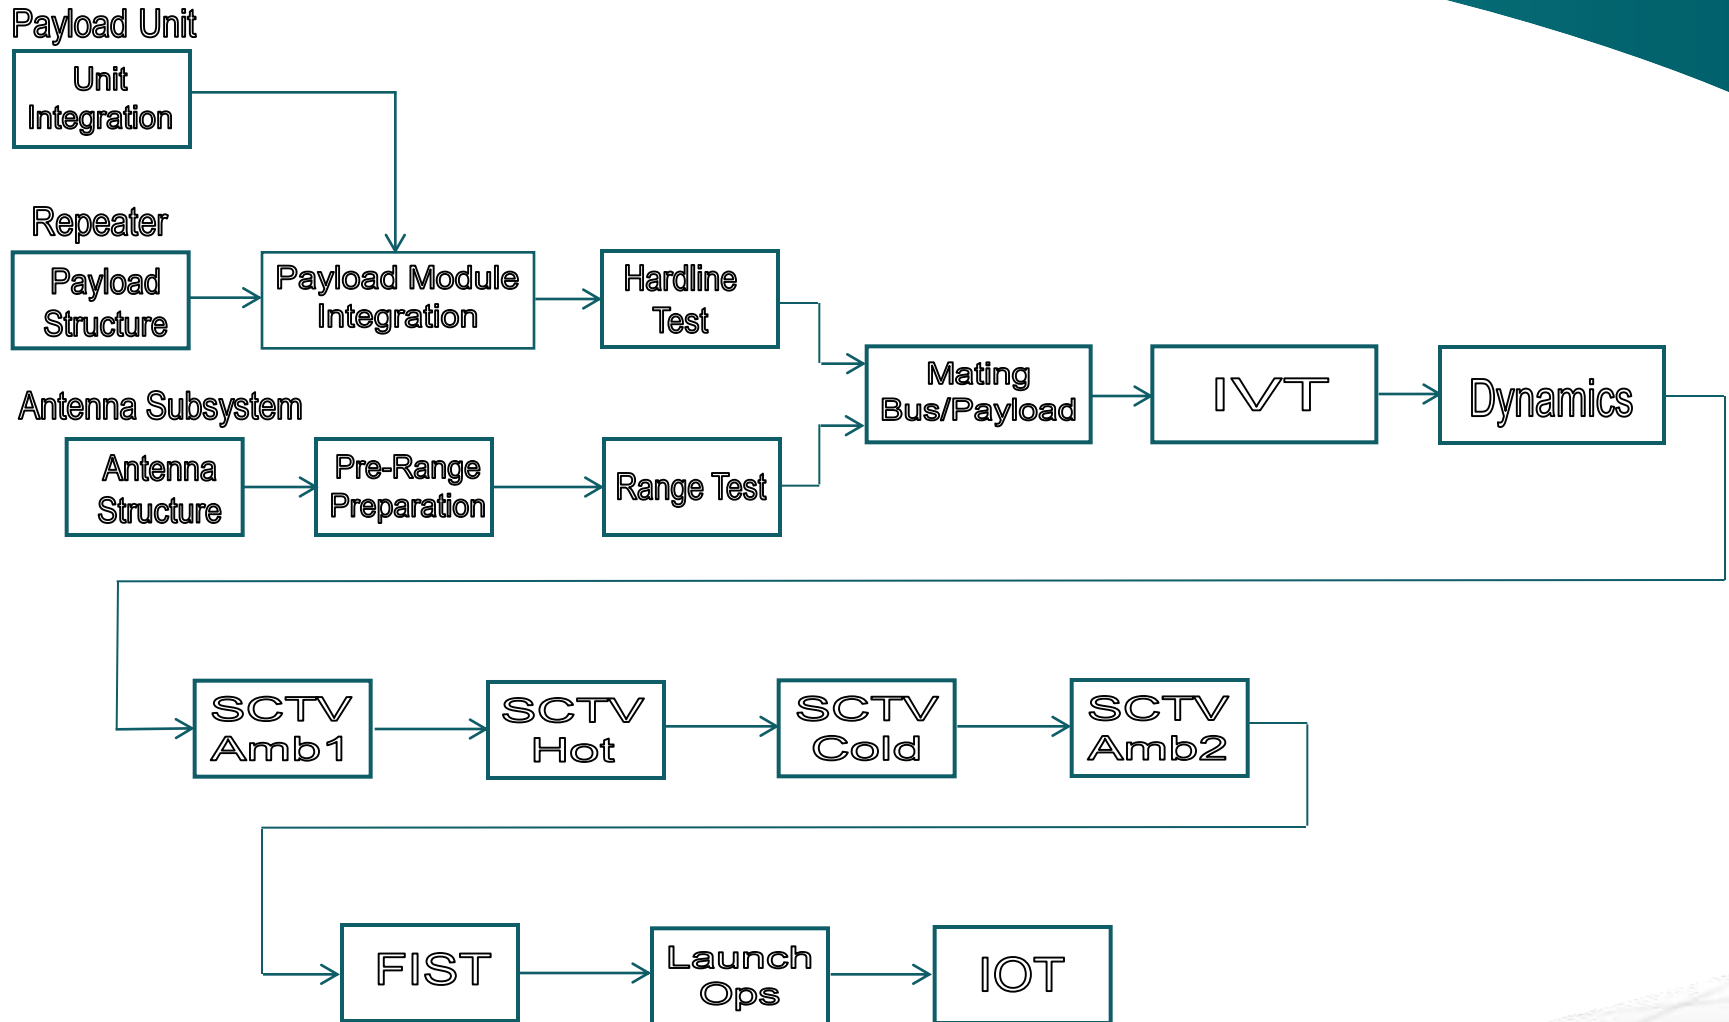 Payload Unit
Unit
Integration
Repeater
Payload
Structure
Payload Module
Integration
Hardline
Test
Mating
Bus/Payload
IVT
Dynamics
Antenna Subsystem
Antenna
Structure
Pre-Range
Preparation
Range Test
SCTV
Amb1
SCTV
Hot
SCTV
Cold
SCTV
Amb2
FIST
Launch
Ops
IOT